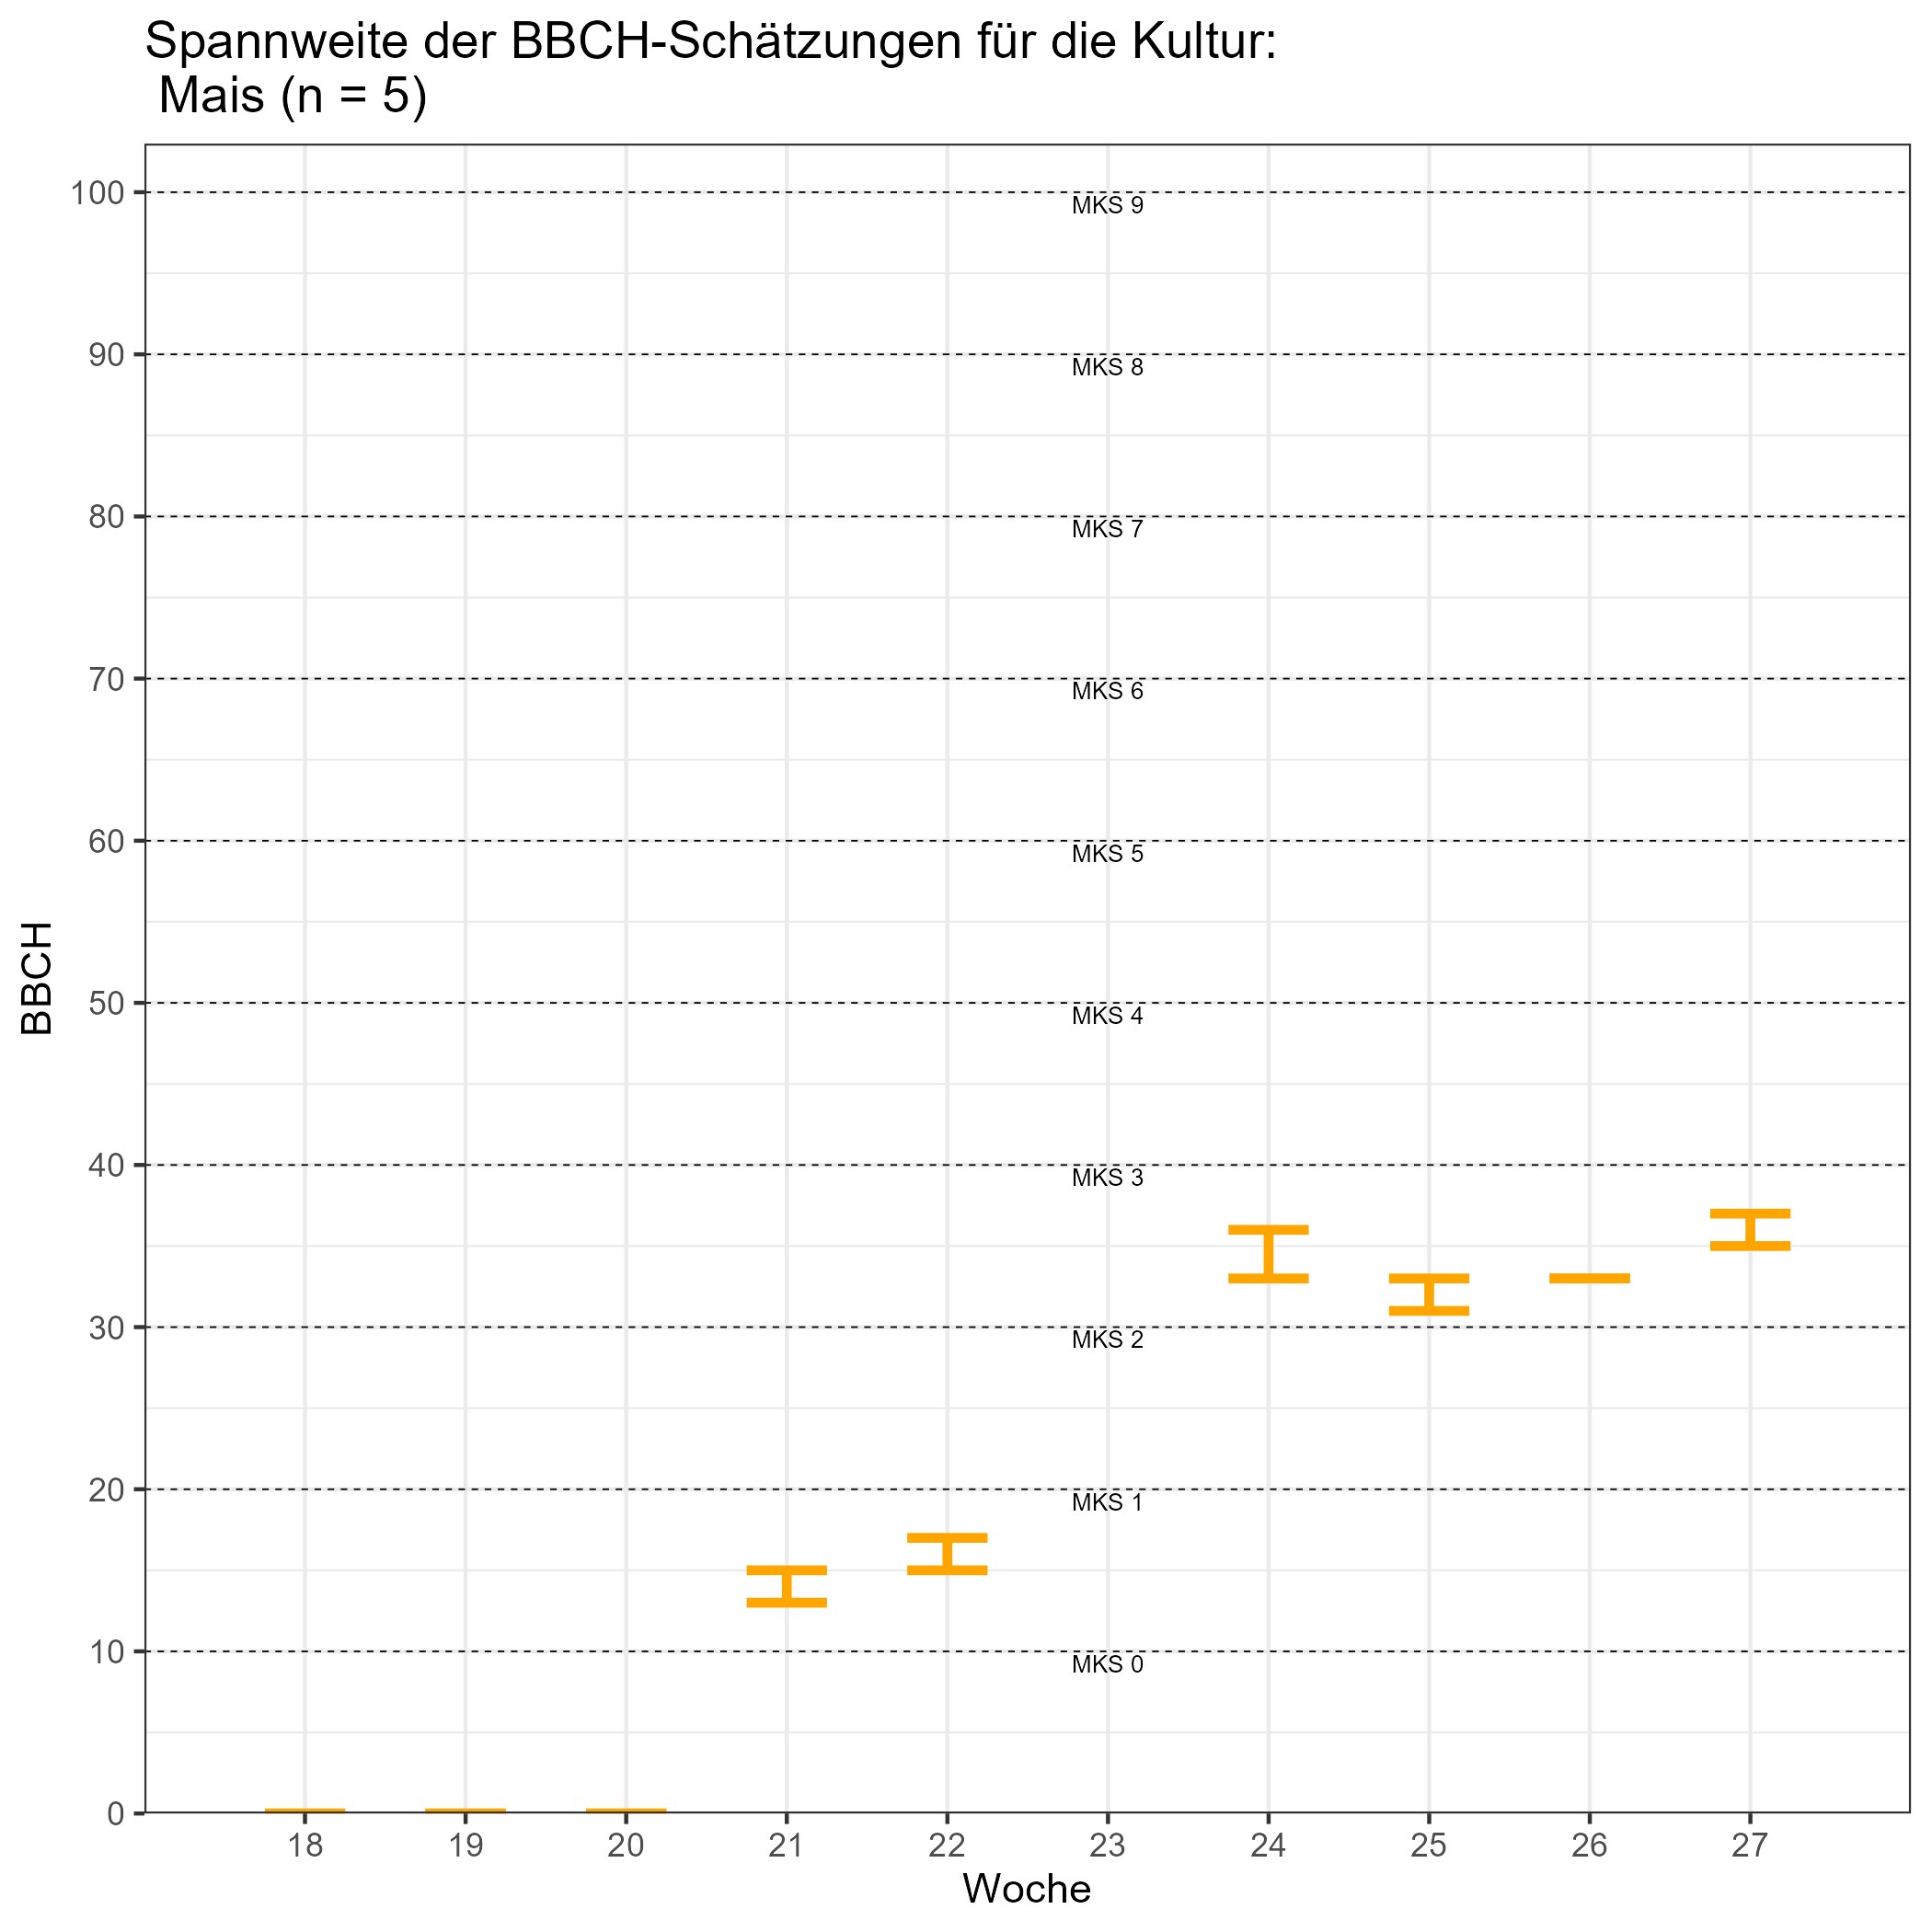 Spannweite der BBCH-Schätzungen für die Kultur:
Mais (n = 5)
100
MKS 9
90
MKS 8
80
MKS 7
70
MKS 6
60
MKS 5
BBCH
50
MKS 4
40
MKS 3
30
MKS 2
20
MKS 1
10
MKS 0
0
18 19 20 21 22 23 24 25 26 27
Woche